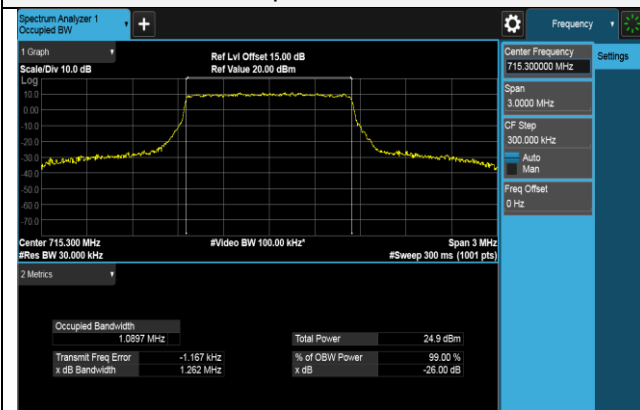 Spectrum Analyzer 1
Occupied BW
+
Frequency
Settings
1 Graph
Scale/Div 10.0 dB
Ref Lvl Offset 15.00 dB
Ref Value 20.00 dBm
Log
10.0
0.00
-10.0
-20.0
-30.0
-40.0
-50.0
-60.0
-70.0
Center 715.300 MHz
#Video BW 100.00 kHz*
Span 3 MHz
#Res BW 30.000 kHz
#Sweep 300 ms (1001 pts)
Center Frequency
715.300000 MHz
Span
3.0000 MHz
CF Step
300.000 kHz
Auto
Man
Freq Offset
0 Hz
2 Metrics
Occupied Bandwidth
1.0897 MHz
Total Power 24.9 dBm
Transmit Freq Error -1.167 kHz % of OBW Power 99.00 %
x dB Bandwidth 1.262 MHz x dB -26.00 dB